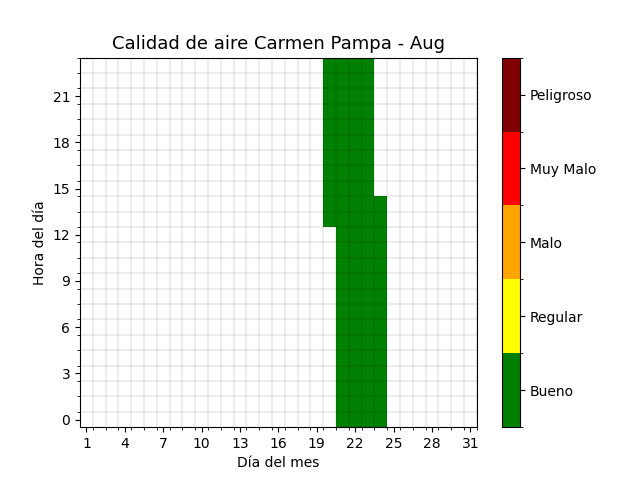 Calidad de aire Carmen Pampa - Aug
Hora del día
21
18
15
12
9
6
3
0
1 4 7 10 13 16 19 22 25 28 31
Día del mes
Peligroso
Muy Malo
Malo
Regular
Bueno